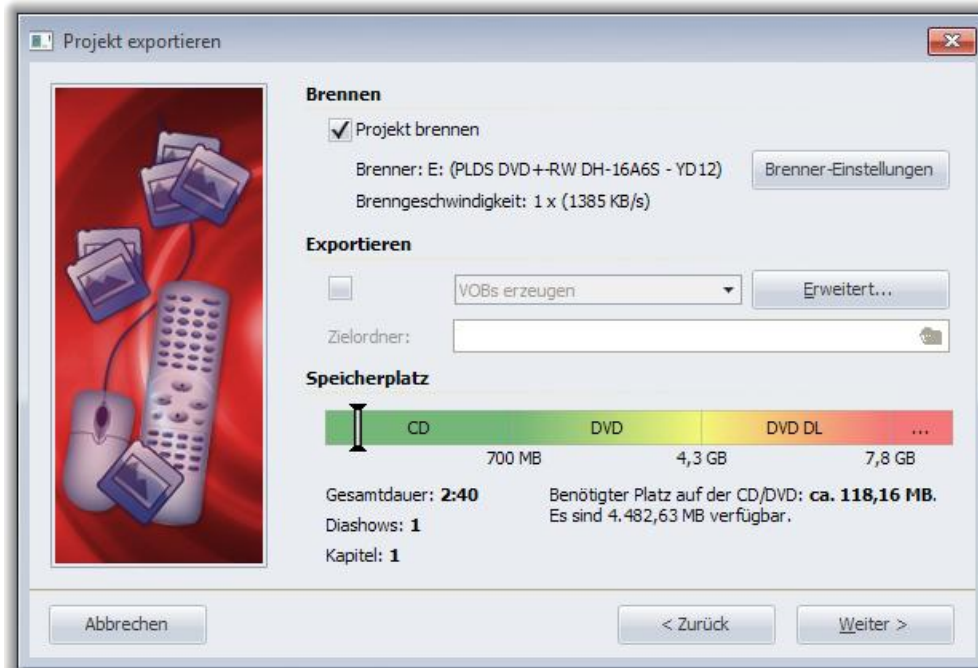 Projekt exportieren
Brennen
Projekt brennen
Brenner: E: (PLDS DVD+-RW DH-16A6S - YD12)
Brenner-Einstellungen
Brenngeschwindigkeit: 1 x (1385 KB/s)
Exportieren
VOBs erzeugen
Erweitert...
Zielordner:
Speicherplatz
CD DVD DVD DL ...
700 MB 4,3 GB 7,8 GB
Gesamtdauer: 2:40
Benötigter Platz auf der CD/DVD: ca. 118,16 MB.
Es sind 4.482,63 MB verfügbar.
Diashows: 1
Kapitel: 1
Abbrechen
< Zurück
Weiter >